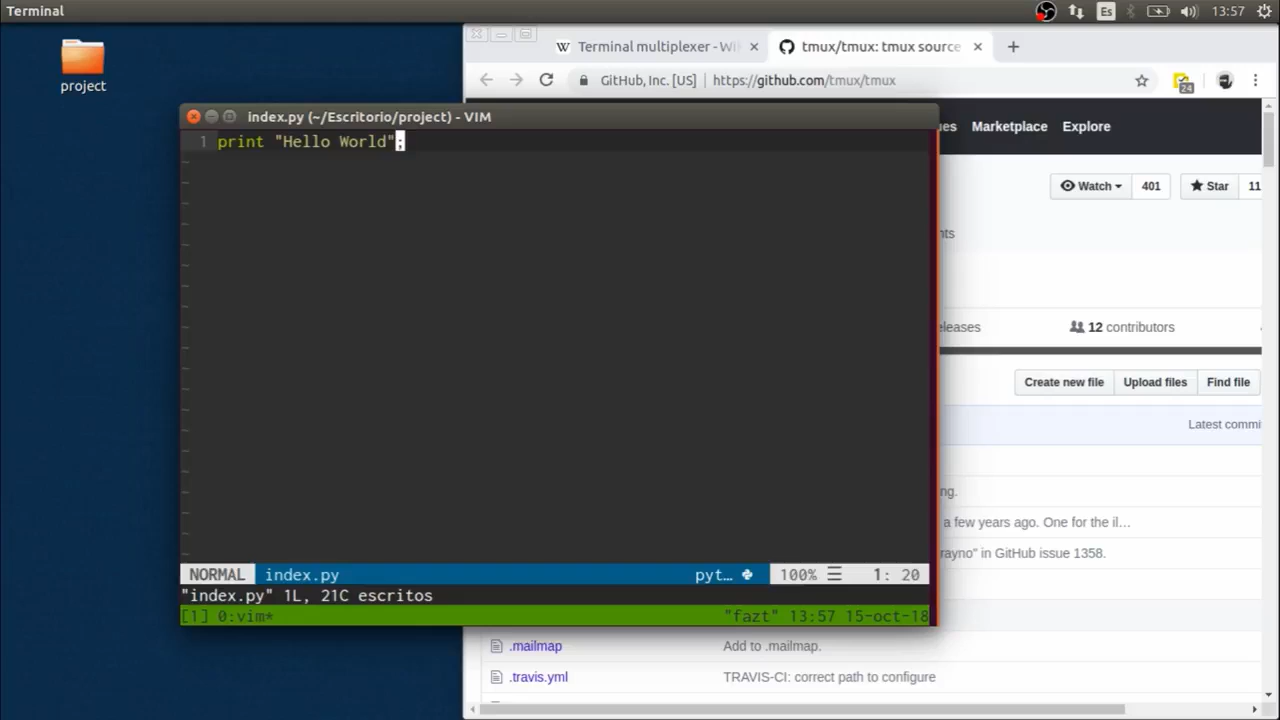 Terminal
Es
13:57
project
Terminal multiplexer - Wi
tmux/tmux: tmux source
GitHub, Inc. [US]
https://github.com/tmux/tmux
24
index.py (~/Escritorio/project) - VIM
Marketplace
Explore
1 print "Hello World";
Watch
401
Star
11
nts
eleases
12 contributors
Create new file
Upload files
Find file
Latest commi
ng.
a few years ago. One for the il…
rayno" in GitHub issue 1358.
NORMAL
index.py
pyt…
100%
1: 20
"index.py" 1L, 21C escritos
[1] 0:vim*
"fazt" 13:57 15-oct-18
.mailmap
Add to .mailmap.
.travis.yml
TRAVIS-CI: correct path to configure